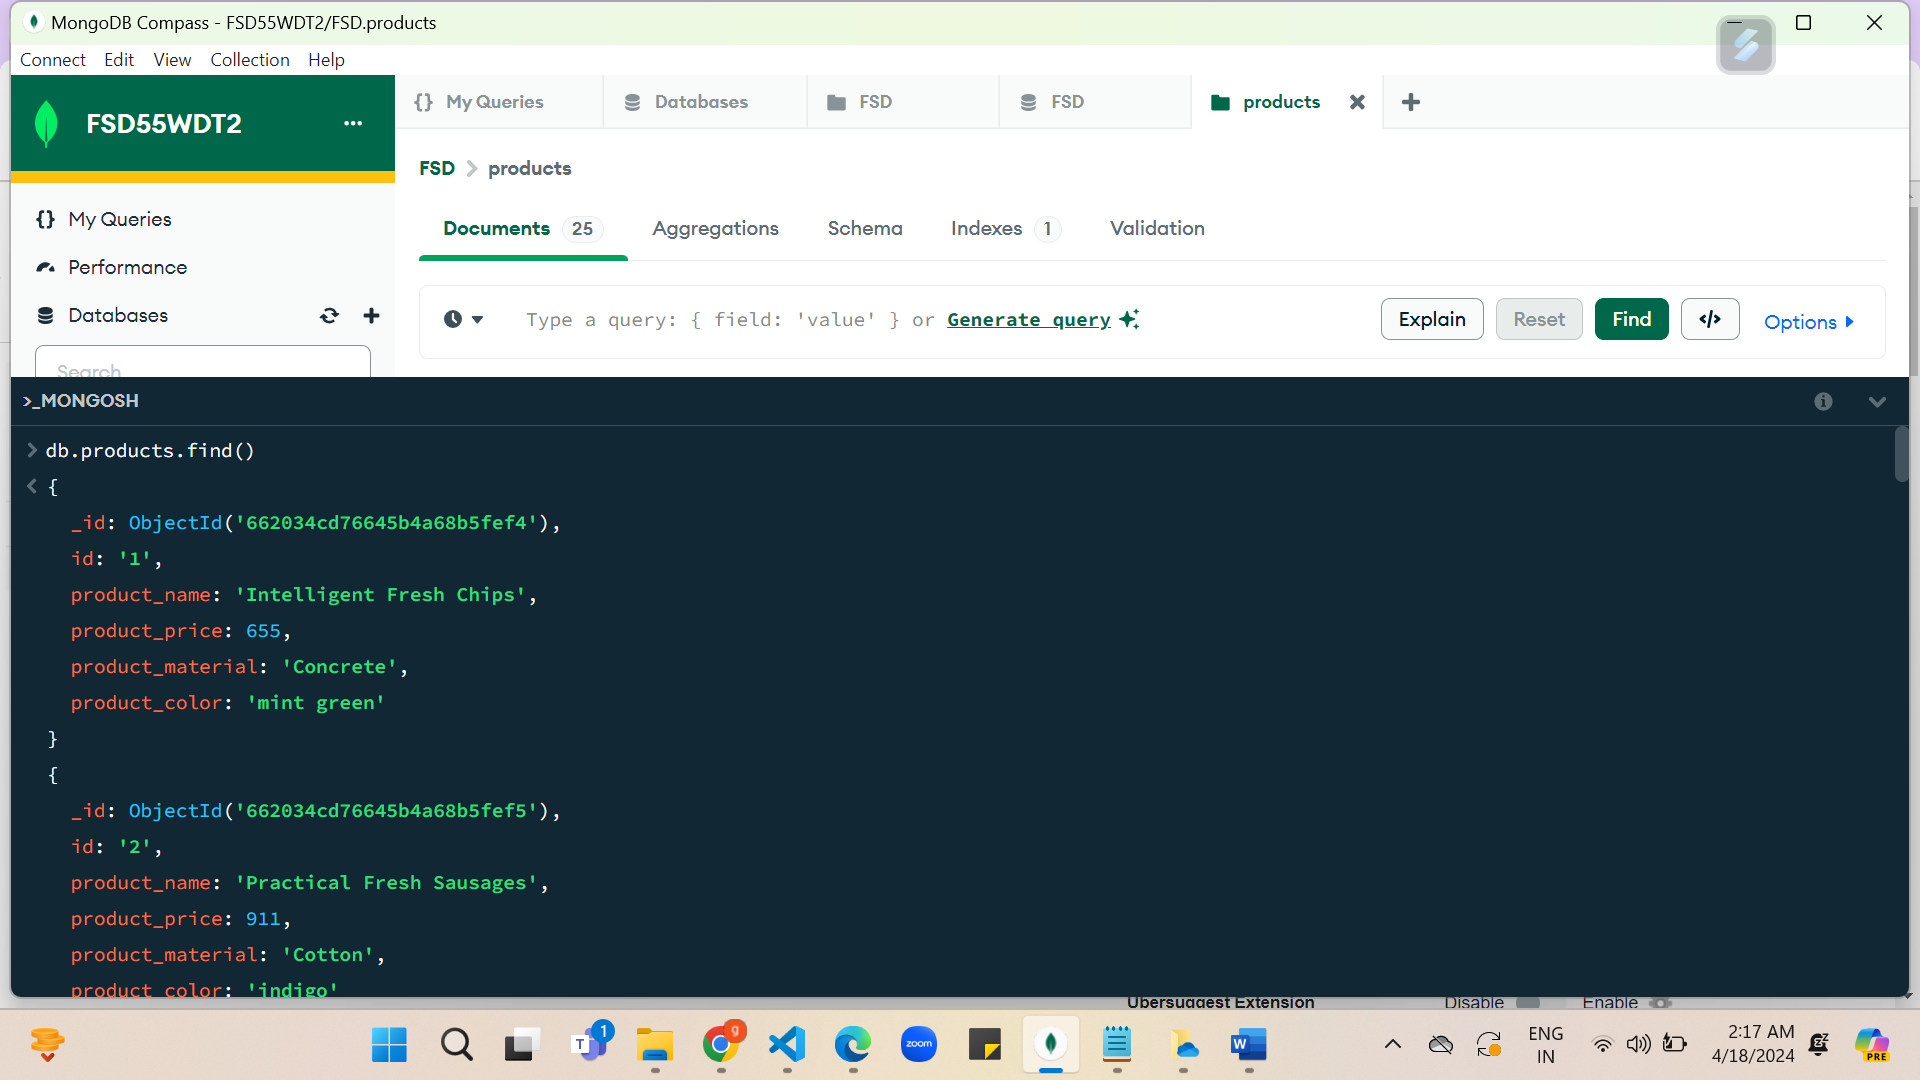 MongoDB Compass - FSD55WDT2/FSD.products
Connect Edit View Collection Help
FSD55WDT2 ...
{} My Queries
Databases
FSD
FSD
products
FSD > products
{} My Queries
Performance
Databases
Search
Documents 25 Aggregations Schema Indexes 1 Validation
Type a query: { field: 'value' } or Generate query
Explain Reset Find </> Options
>_MONGOSH
> db.products.find()
< {
_id: ObjectId('662034cd76645b4a68b5fef4'),
id: '1',
product_name: 'Intelligent Fresh Chips',
product_price: 655,
product_material: 'Concrete',
product_color: 'mint green'
}
{
_id: ObjectId('662034cd76645b4a68b5fef5'),
id: '2',
product_name: 'Practical Fresh Sausages',
product_price: 911,
product_material: 'Cotton',
product_color: 'indigo'
Ubersuggest Extension Disable Enable
1
T
g
zoom
W
ENG
IN
2:17 AM
4/18/2024
PRE